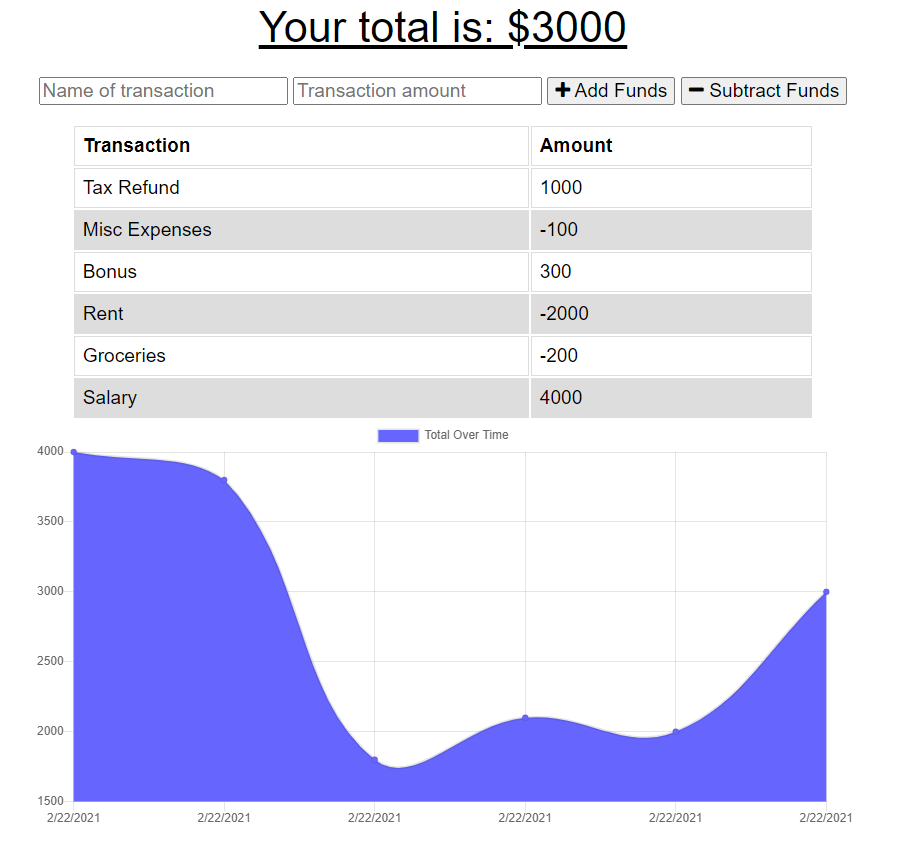 Your total is: $3000
Name of transaction Transaction amount Add Funds Subtract Funds
Transaction Amount
Tax Refund 1000
Misc Expenses -100
Bonus 300
Rent -2000
Groceries -200
Salary 4000
Total Over Time
4000
3500
3000
2500
2000
1500
2/22/2021 2/22/2021 2/22/2021 2/22/2021 2/22/2021 2/22/2021